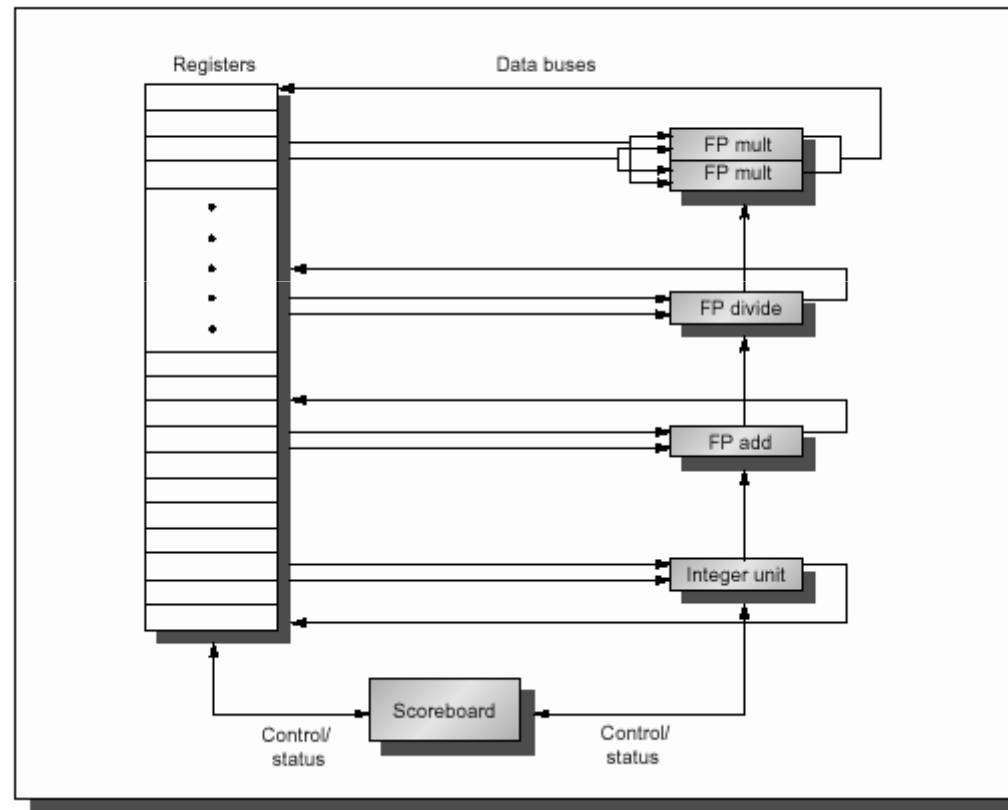 Registers
Data buses
FP mult
FP mult
FP divide
FP add
Integer unit
Scoreboard
Control/
status
Control/
status